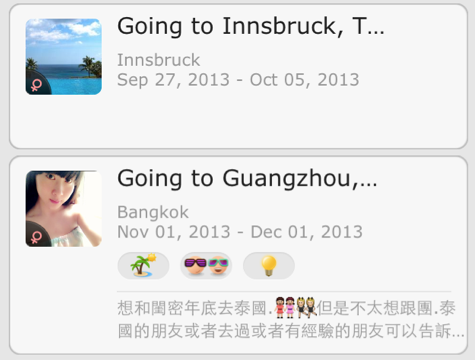 Going to Innsbruck, T...
Innsbruck
Sep 27, 2013 - Oct 05, 2013
Going to Guangzhou,...
Bangkok
Nov 01, 2013 - Dec 01, 2013
想和閨密年底去泰國.👭👯但是不太想跟團.泰
國的朋友或者去過或者有經驗的朋友可以告訴...